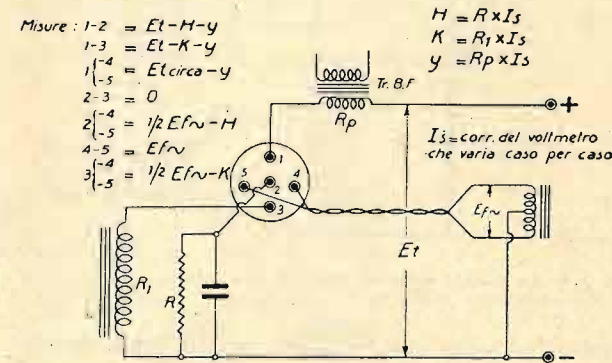 Misure : 1-2 = Et-H-y
1-3 = Et-K-y
1{-4 -5 = Et circa-y
2-3 = 0
2{-4 -5 = 1/2 Ef~-H
4-5 = Ef~
3{-4 -5 = 1/2 Ef~-K
H = R×Is
K = R1×Is
y = Rp×Is
Tr. B.F
Rp
+
Is=corr. del voltmetro
che varia caso per caso
1
5
2
4
3
Ef~
Et
R1
R
-